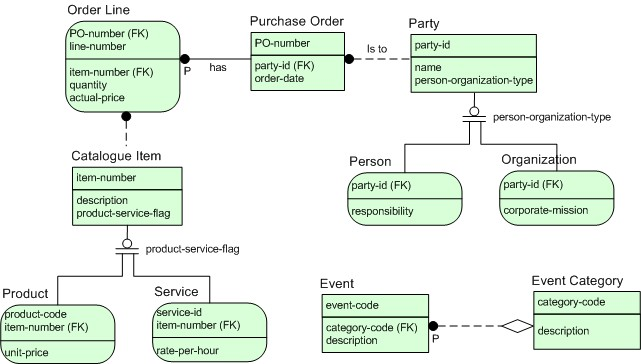 Order Line
PO-number (FK)
line-number
item-number (FK)
quantity
actual-price
P
has
Purchase Order
PO-number
party-id (FK)
order-date
Is to
Party
party-id
name
person-organization-type
person-organization-type
Person
party-id (FK)
responsibility
Organization
party-id (FK)
corporate-mission
Catalogue Item
item-number
description
product-service-flag
product-service-flag
Product
product-code
item-number (FK)
unit-price
Service
service-id
item-number (FK)
rate-per-hour
Event
event-code
category-code (FK)
description
P
Event Category
category-code
description